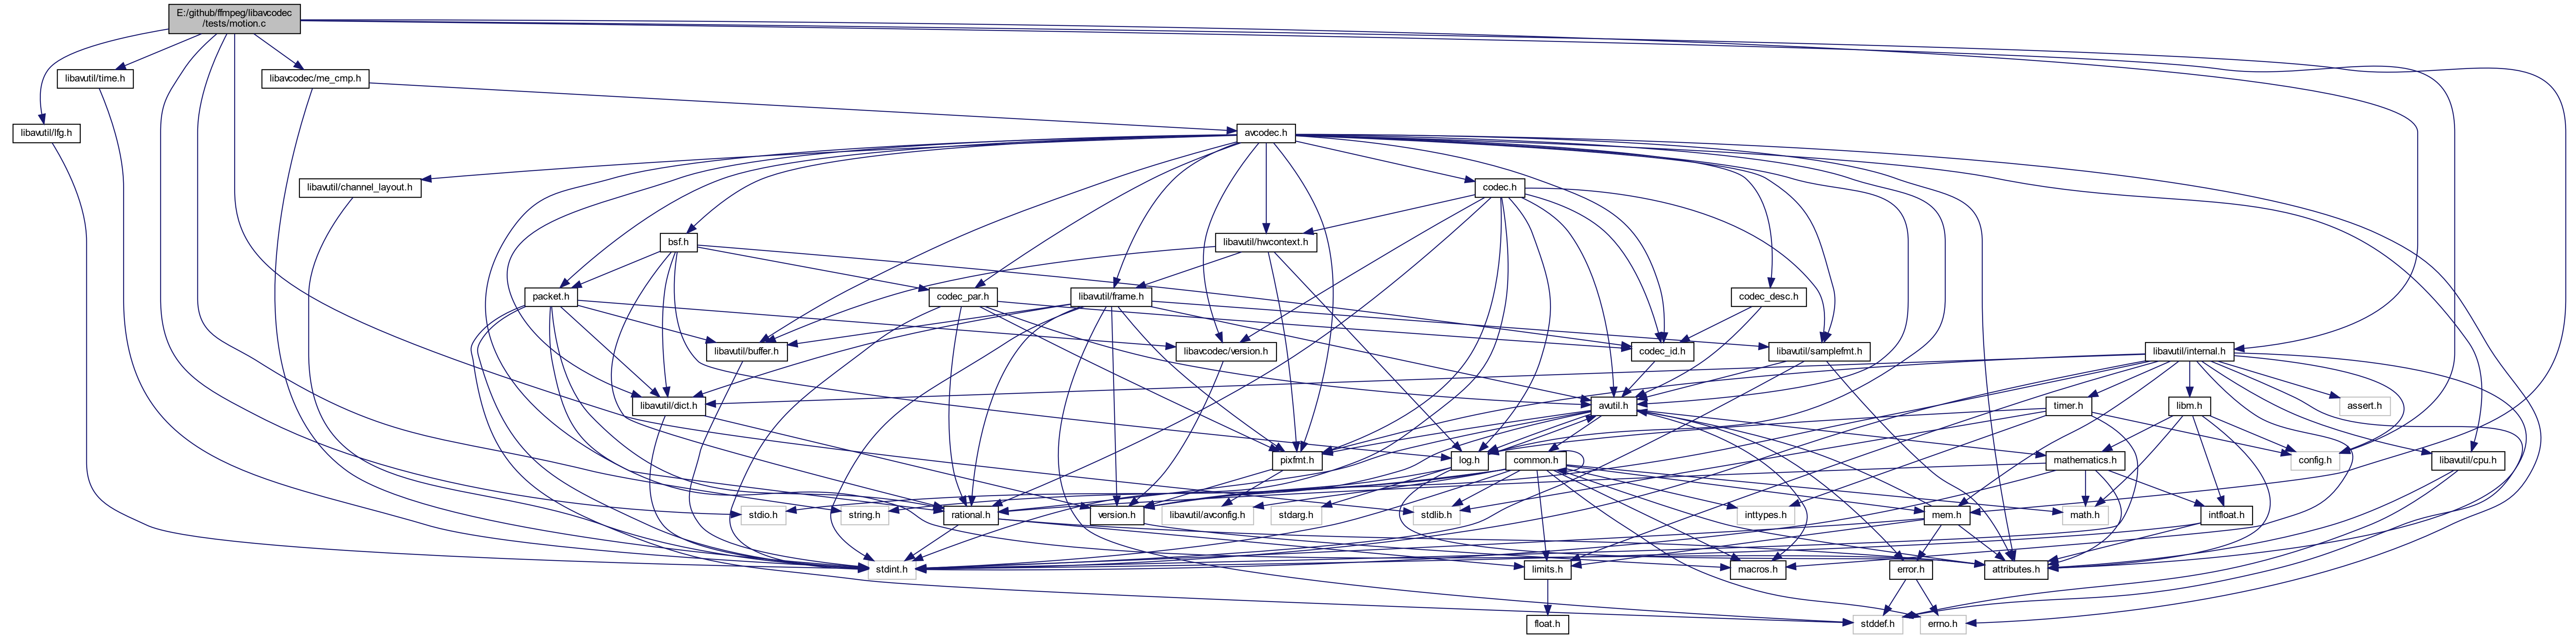 E:/github/ffmpeg/libavcodec
/tests/motion.c
libavutil/time.h
libavcodec/me_cmp.h
libavutil/lfg.h
avcodec.h
libavutil/channel_layout.h
codec.h
bsf.h
libavutil/hwcontext.h
packet.h
codec_par.h
libavutil/frame.h
codec_desc.h
libavutil/buffer.h
libavcodec/version.h
codec_id.h
libavutil/samplefmt.h
libavutil/internal.h
libavutil/dict.h
avutil.h
timer.h
libm.h
assert.h
pixfmt.h
log.h
common.h
mathematics.h
config.h
libavutil/cpu.h
stdio.h
string.h
rational.h
version.h
libavutil/avconfig.h
stdarg.h
stdlib.h
inttypes.h
mem.h
math.h
intfloat.h
stdint.h
limits.h
macros.h
error.h
attributes.h
float.h
stddef.h
errno.h